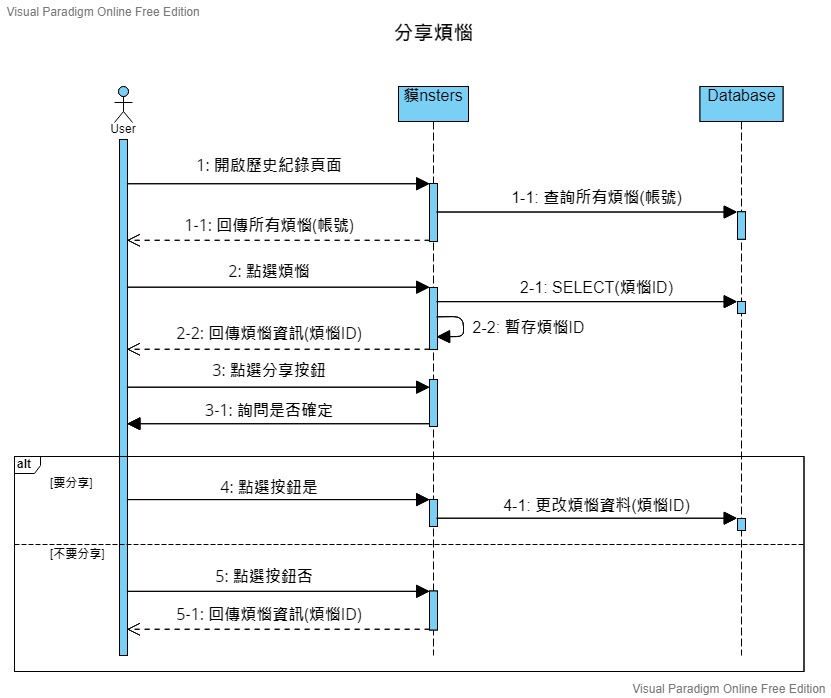 Visual Paradigm Online Free Edition
分享煩惱
貘nsters
Database
User
1: 開啟歷史紀錄頁面
1-1: 查詢所有煩惱(帳號)
1-1: 回傳所有煩惱(帳號)
2: 點選煩惱
2-1: SELECT(煩惱ID)
2-2: 暫存煩惱ID
2-2: 回傳煩惱資訊(煩惱ID)
3: 點選分享按鈕
3-1: 詢問是否確定
alt
[要分享]
4: 點選按鈕是
4-1: 更改煩惱資料(煩惱ID)
[不要分享]
5: 點選按鈕否
5-1: 回傳煩惱資訊(煩惱ID)
Visual Paradigm Online Free Edition